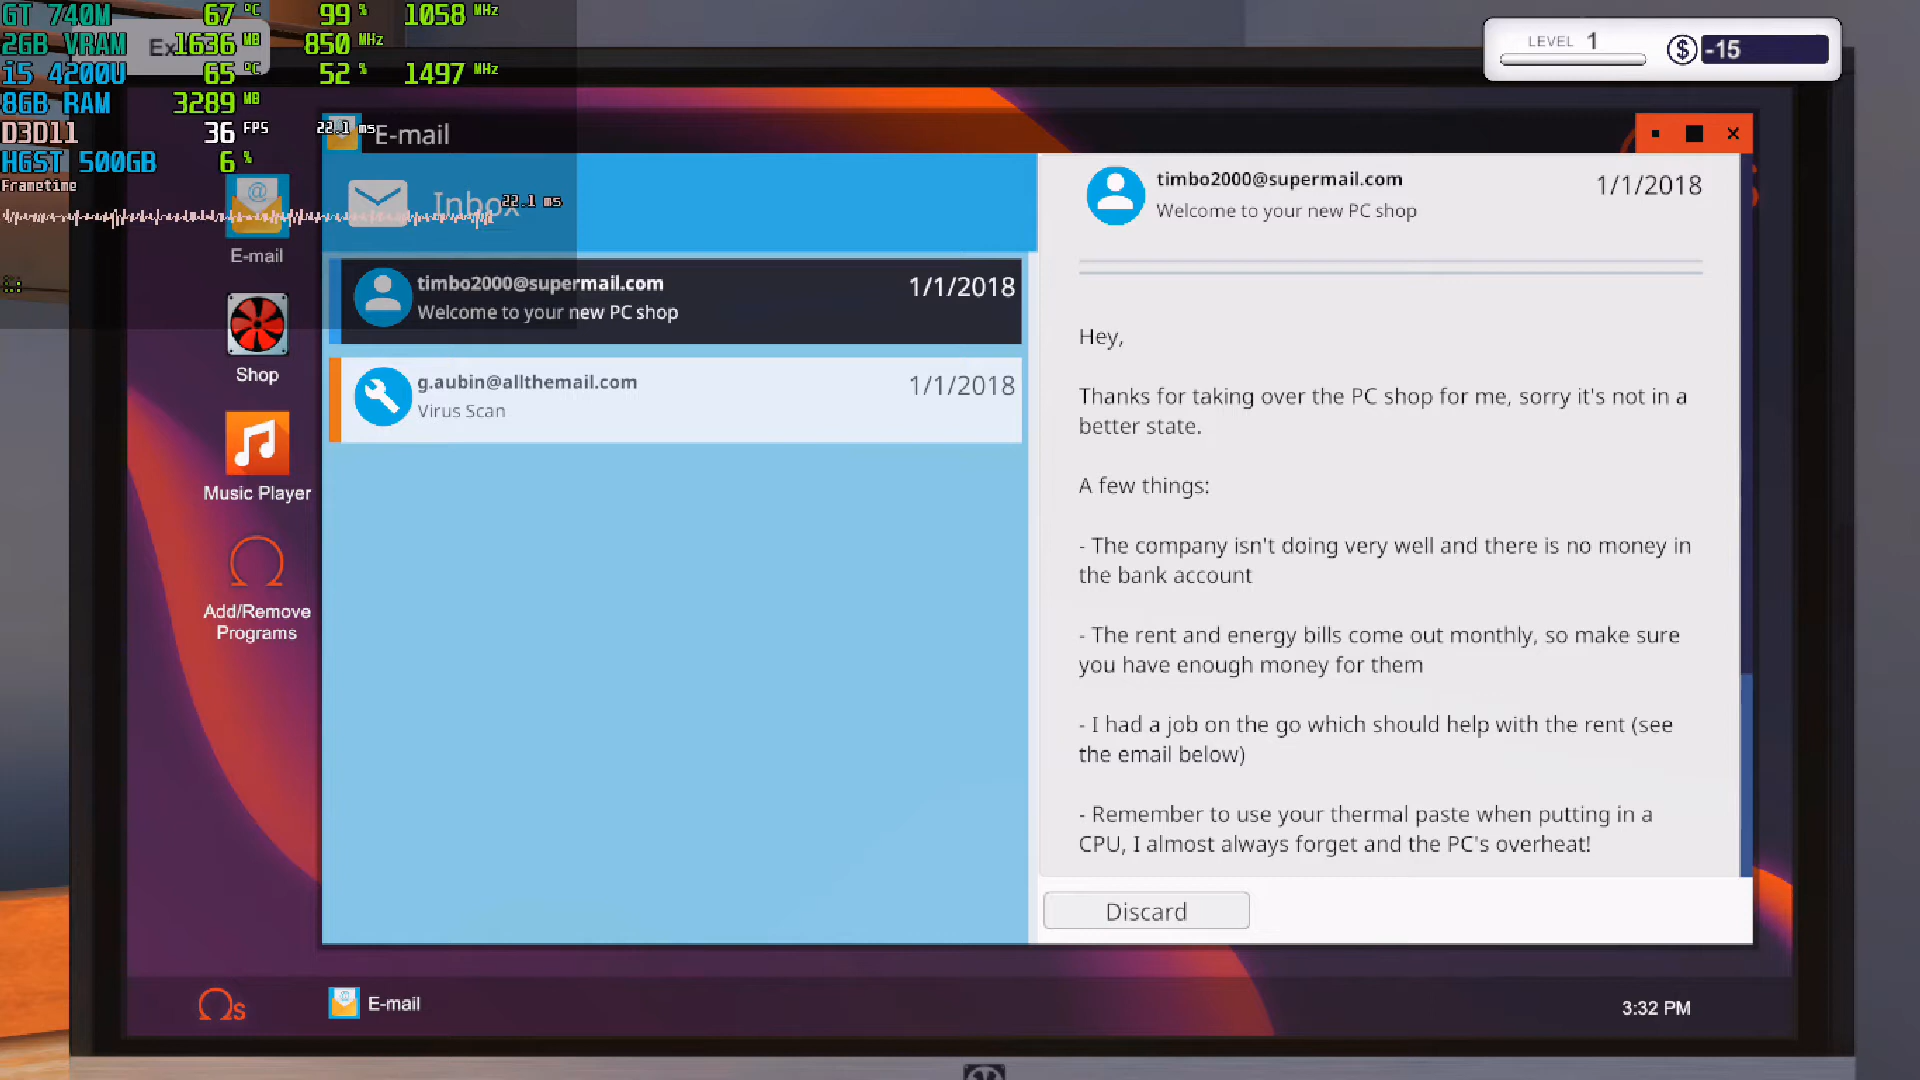 GT 740M 67 °C 99 % 1058 MHz
2GB VRAM 1636 MB 850 MHz
i5 4200U 65 °C 52 % 1497 MHz
8GB RAM 3289 MB
D3D11 36 FPS 22.1 ms
HGST 500GB 6 %
Frametime
22.1 ms
LEVEL 1
$ -15
E-mail
Inbox
timbo2000@supermail.com 1/1/2018
Welcome to your new PC shop
g.aubin@allthemail.com 1/1/2018
Virus Scan
timbo2000@supermail.com 1/1/2018
Welcome to your new PC shop
Hey,
Thanks for taking over the PC shop for me, sorry it's not in a
better state.
A few things:
- The company isn't doing very well and there is no money in
the bank account
- The rent and energy bills come out monthly, so make sure
you have enough money for them
- I had a job on the go which should help with the rent (see
the email below)
- Remember to use your thermal paste when putting in a
CPU, I almost always forget and the PC's overheat!
Discard
E-mail
Shop
Music Player
Add/Remove
Programs
Ωs
E-mail
3:32 PM